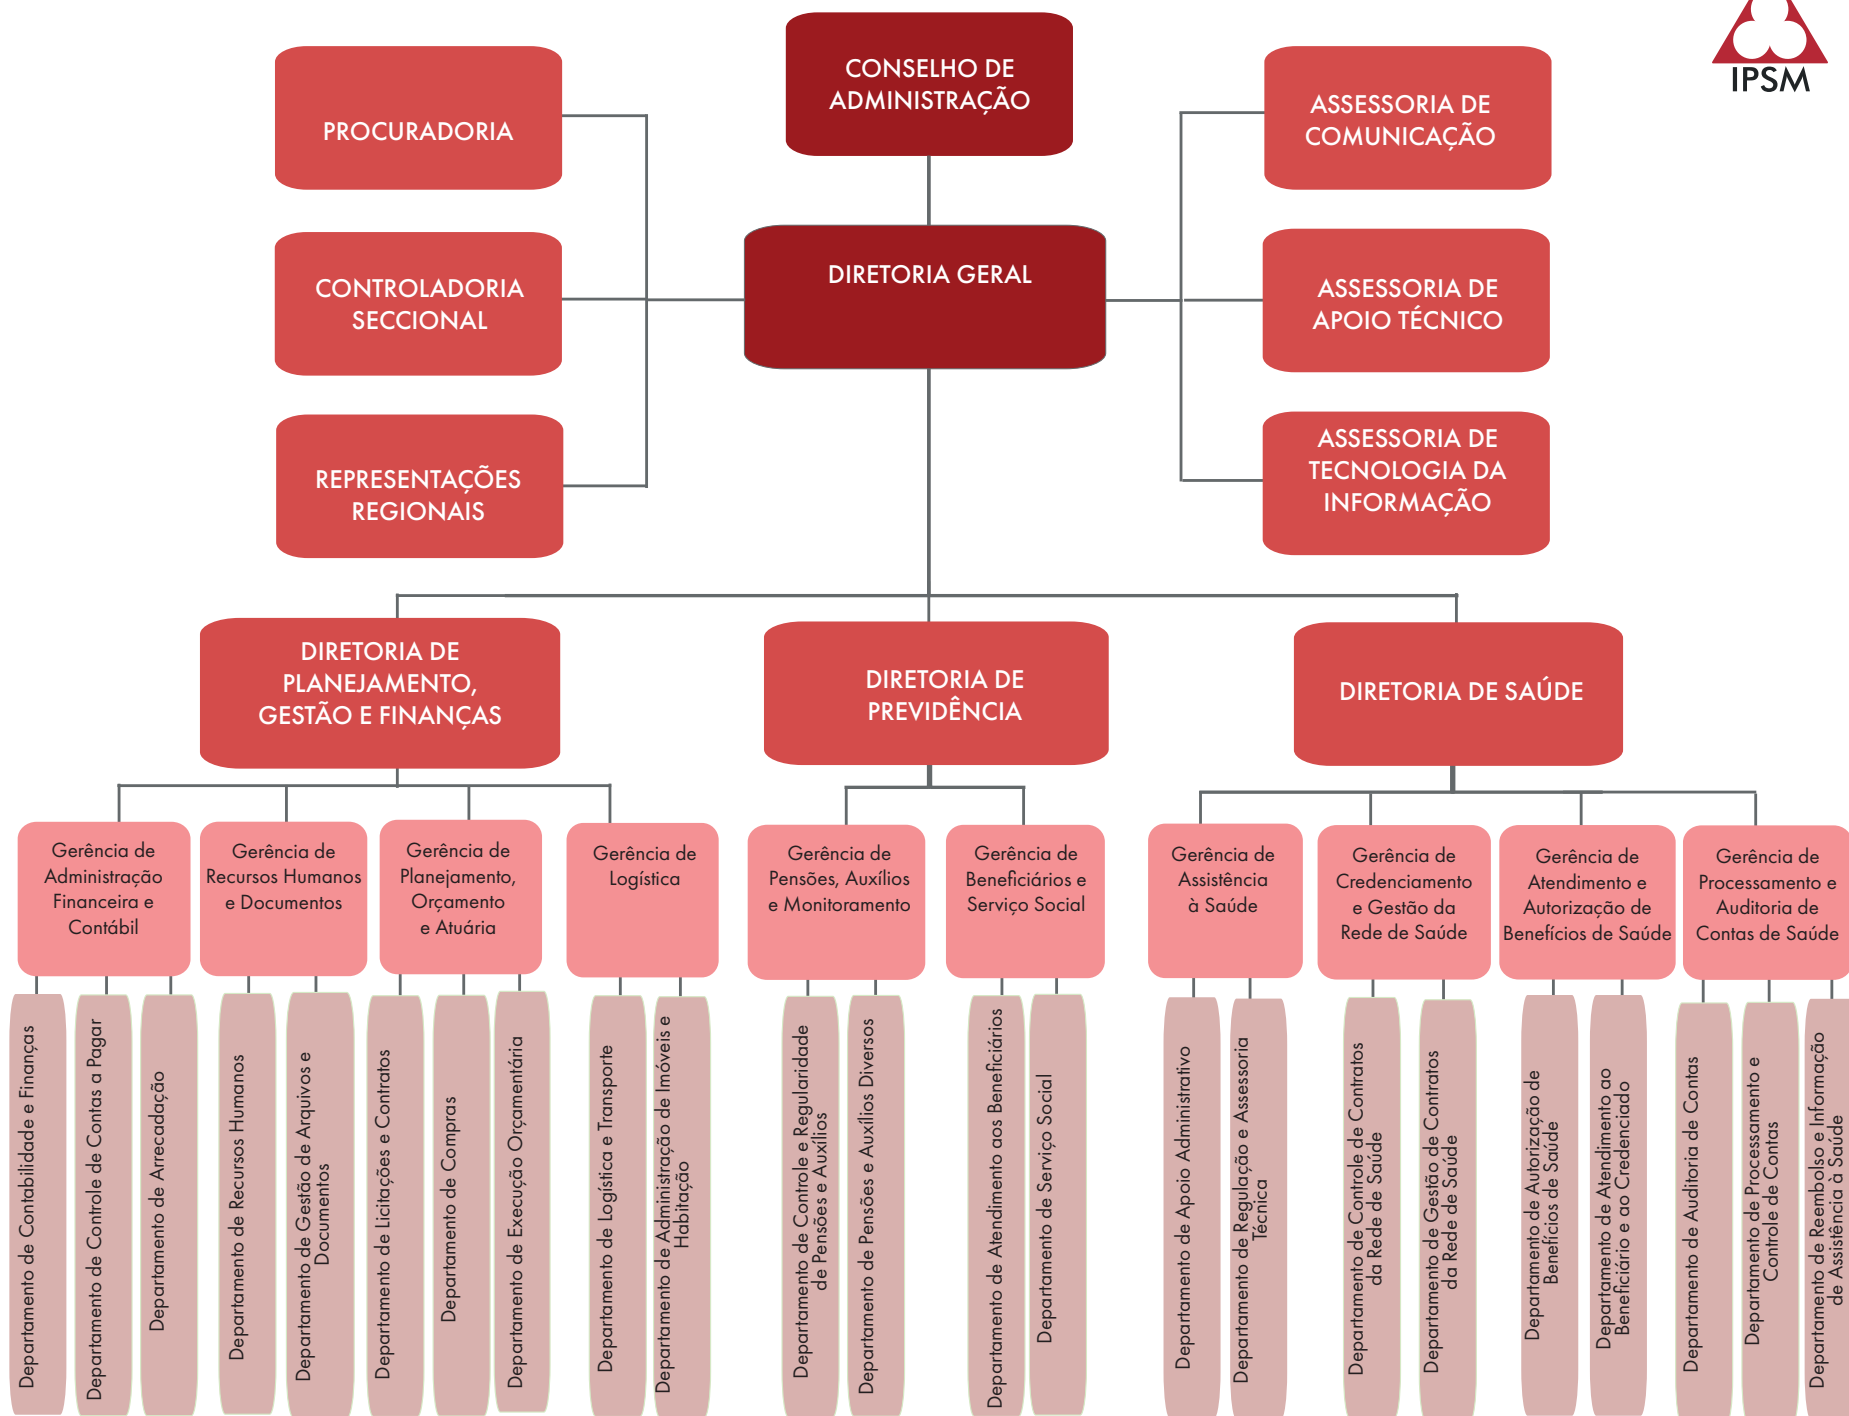 CONSELHO DE
ADMINISTRAÇÃO
IPSM
PROCURADORIA
ASSESSORIA DE
COMUNICAÇÃO
DIRETORIA GERAL
CONTROLADORIA
SECCIONAL
ASSESSORIA DE
APOIO TÉCNICO
REPRESENTAÇÕES
REGIONAIS
ASSESSORIA DE
TECNOLOGIA DA
INFORMAÇÃO
DIRETORIA DE
PLANEJAMENTO,
GESTÃO E FINANÇAS
DIRETORIA DE
PREVIDÊNCIA
DIRETORIA DE SAÚDE
Gerência de
Administração
Financeira e
Contábil
Gerência de
Recursos Humanos
e Documentos
Gerência de
Planejamento,
Orçamento
e Atuária
Gerência de
Logística
Gerência de
Pensões, Auxílios
e Monitoramento
Gerência de
Beneficiários e
Serviço Social
Gerência de
Assistência
à Saúde
Gerência de
Credenciamento
e Gestão da
Rede de Saúde
Gerência de
Atendimento e
Autorização de
Benefícios de Saúde
Gerência de
Processamento e
Auditoria de
Contas de Saúde
Departamento de Contabilidade e Finanças
Departamento de Controle de Contas a Pagar
Departamento de Arrecadação
Departamento de Recursos Humanos
Departamento de Gestão de Arquivos e
Documentos
Departamento de Licitações e Contratos
Departamento de Compras
Departamento de Execução Orçamentária
Departamento de Logística e Transporte
Departamento de Administração de Imóveis e
Habitação
Departamento de Controle e Regularidade
de Pensões e Auxílios
Departamento de Pensões e Auxílios Diversos
Departamento de Atendimento aos Beneficiários
Departamento de Serviço Social
Departamento de Apoio Administrativo
Departamento de Regulação e Assessoria
Técnica
Departamento de Controle de Contratos
da Rede de Saúde
Departamento de Gestão de Contratos
da Rede de Saúde
Departamento de Autorização de
Benefícios de Saúde
Departamento de Atendimento ao
Beneficiário e ao Credenciado
Departamento de Auditoria de Contas
Departamento de Processamento e
Controle de Contas
Departamento de Reembolso e Informação
de Assistência à Saúde